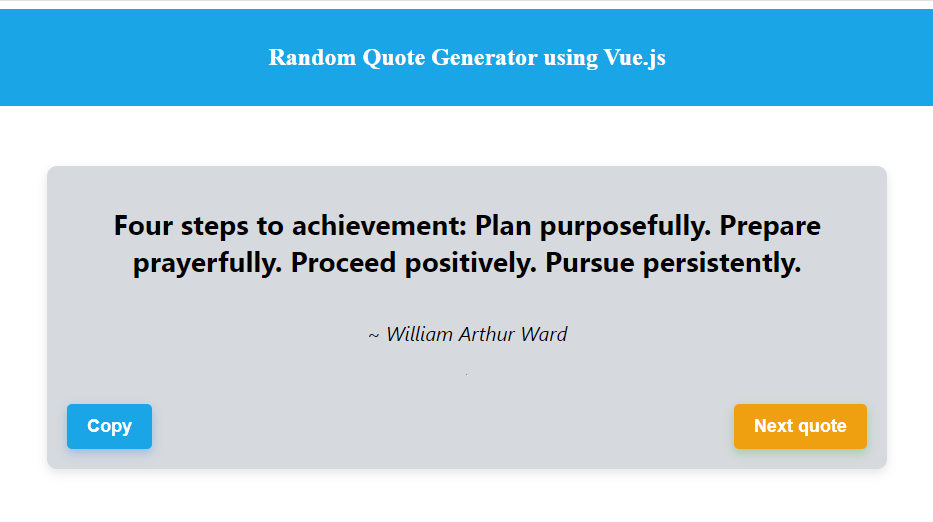 Random Quote Generator using Vue.js
Four steps to achievement: Plan purposefully. Prepare
prayerfully. Proceed positively. Pursue persistently.
~ William Arthur Ward
Copy
Next quote